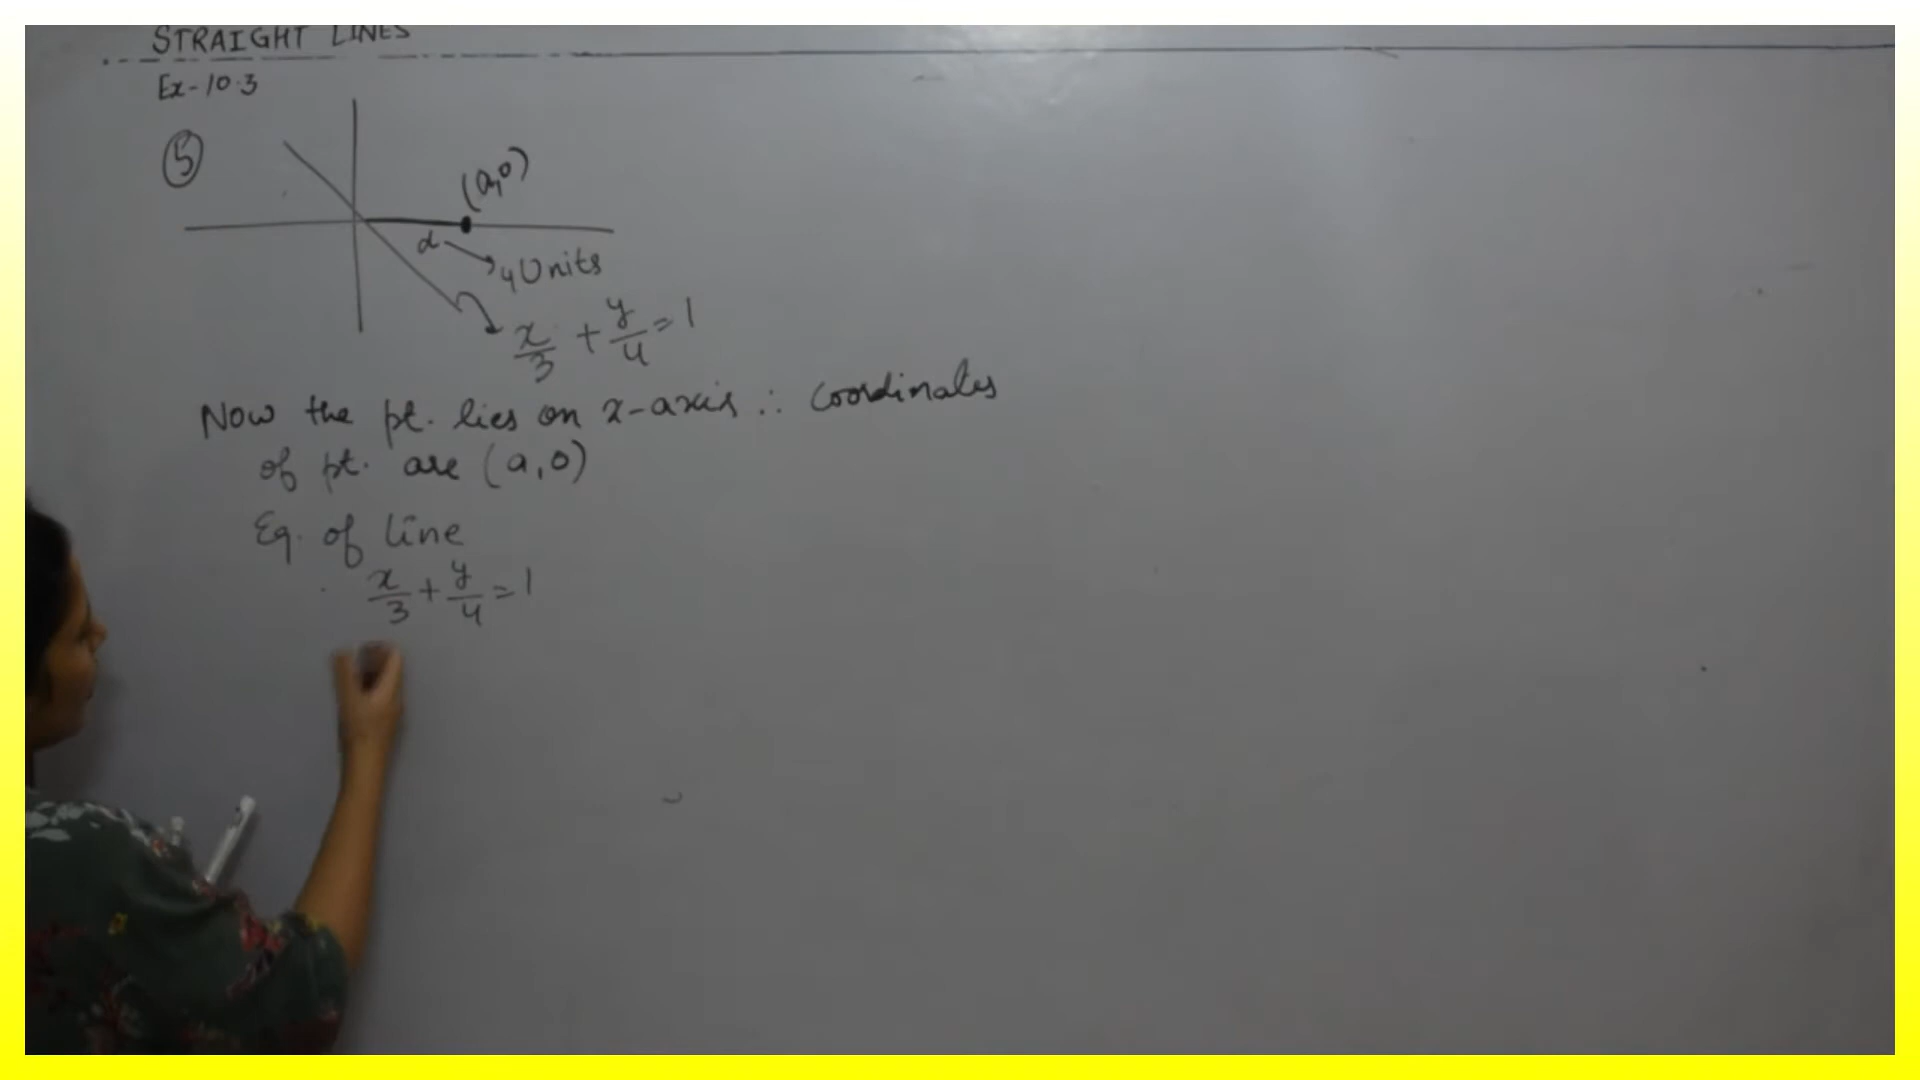 STRAIGHT LINES
Ex-10.3
5
(a,0)
d
4 Units
x/3 + y/4 = 1
Now the pt. lies on x-axis ∴ coordinates
of pt. are (a,0)
Eq. of line
x/3 + y/4 = 1